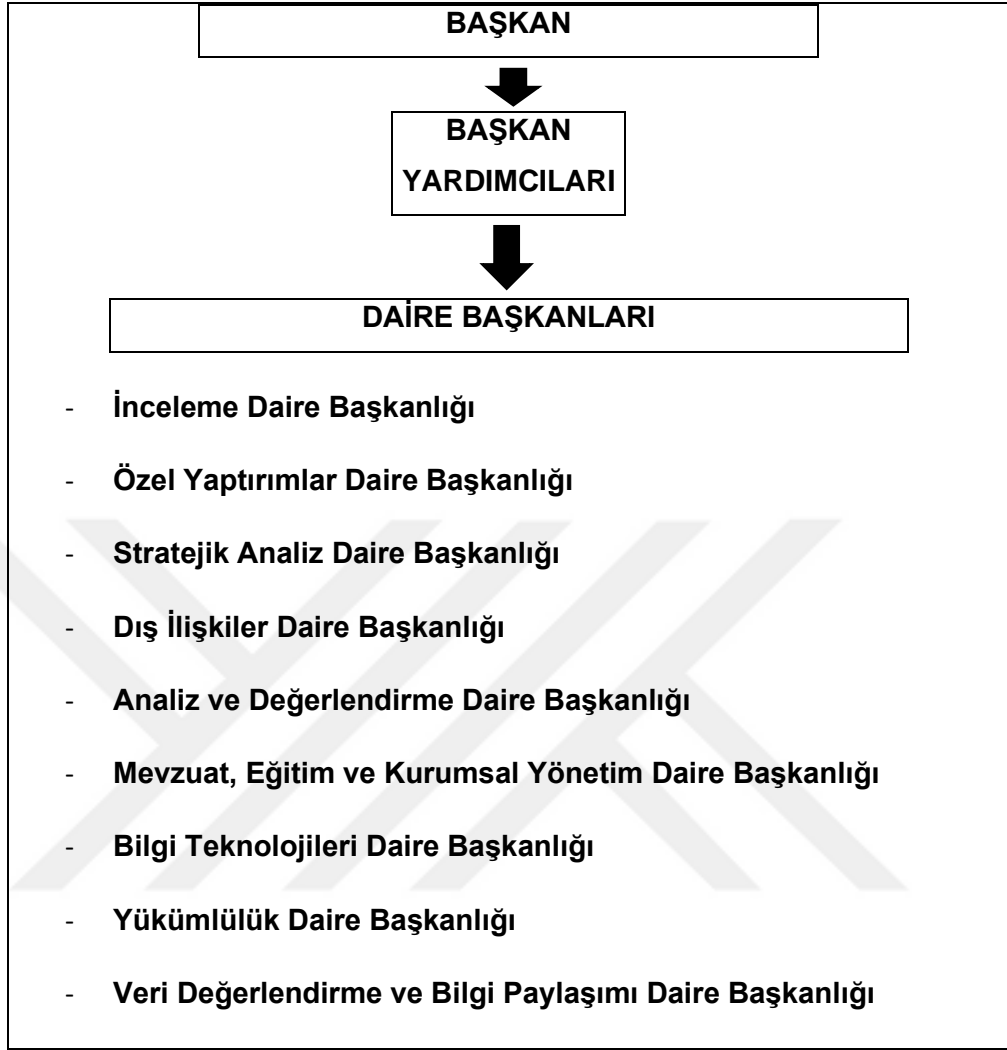 BAŞKAN
BAŞKAN
YARDIMCILARI
DAİRE BAŞKANLARI
- İnceleme Daire Başkanlığı
- Özel Yaptırımlar Daire Başkanlığı
- Stratejik Analiz Daire Başkanlığı
- Dış İlişkiler Daire Başkanlığı
- Analiz ve Değerlendirme Daire Başkanlığı
- Mevzuat, Eğitim ve Kurumsal Yönetim Daire Başkanlığı
- Bilgi Teknolojileri Daire Başkanlığı
- Yükümlülük Daire Başkanlığı
- Veri Değerlendirme ve Bilgi Paylaşımı Daire Başkanlığı